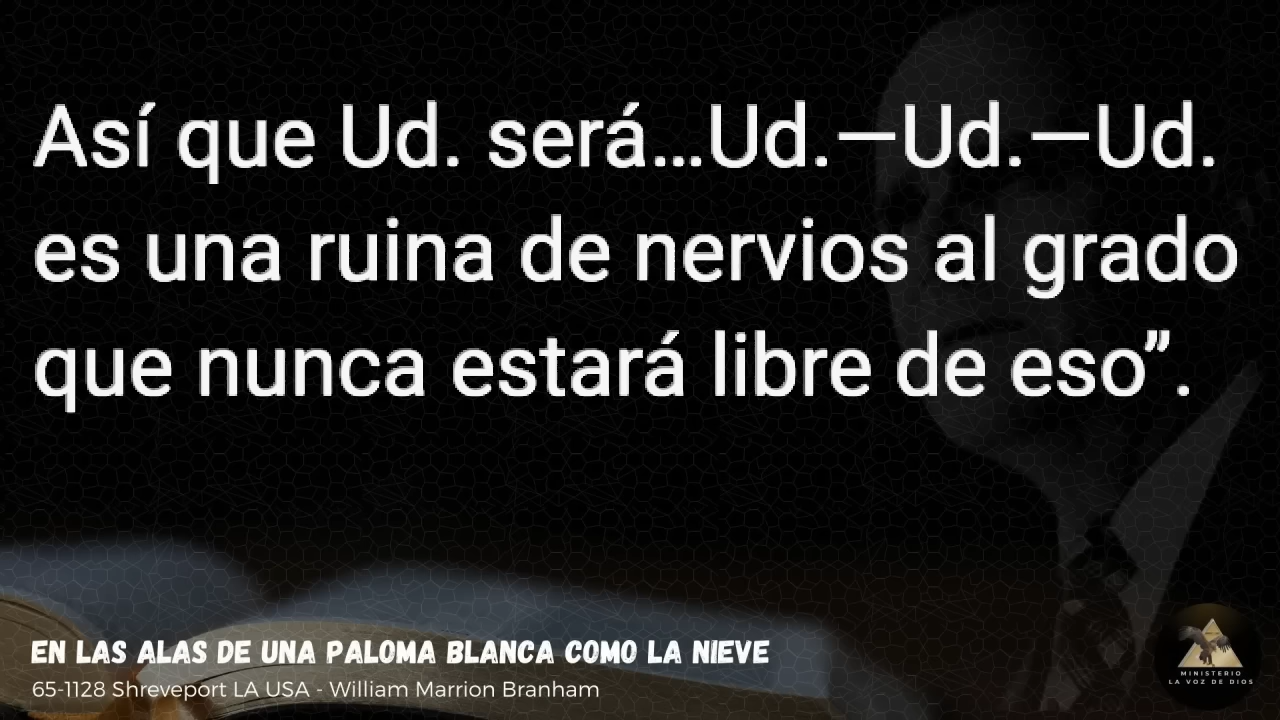 Así que Ud. será...Ud.—Ud.—Ud.
es una ruina de nervios al grado
que nunca estará libre de eso”.
EN LAS ALAS DE UNA PALOMA BLANCA COMO LA NIEVE
65-1128 Shreveport LA USA - William Marrion Branham
MINISTERIO
LA VOZ DE DIOS